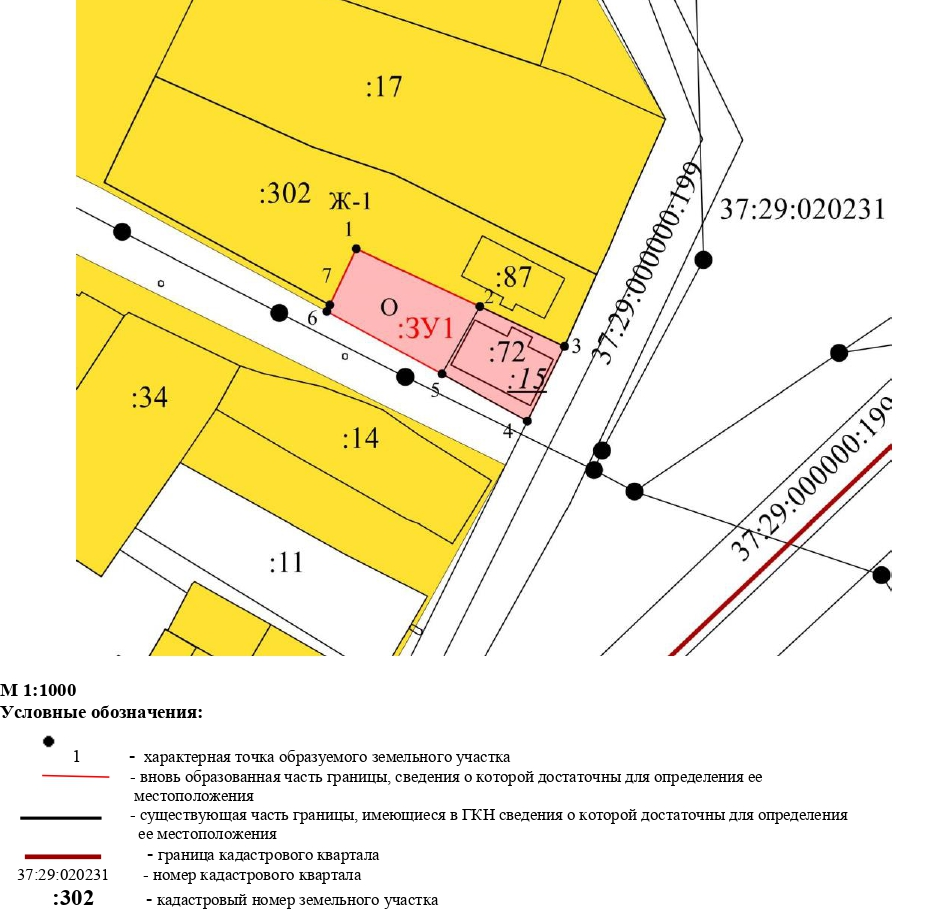 :17
:302
Ж-1
1
37:29:000000:199
37:29:020231
7
:87
2
6
О
:ЗУ1
:72
3
:15
5
4
:34
:14
37:29:000000:199
:11
М 1:1000
Условные обозначения:
1 - характерная точка образуемого земельного участка
- вновь образованная часть границы, сведения о которой достаточны для определения ее
местоположения
- существующая часть границы, имеющиеся в ГКН сведения о которой достаточны для определения
ее местоположения
- граница кадастрового квартала
37:29:020231 - номер кадастрового квартала
:302 - кадастровый номер земельного участка